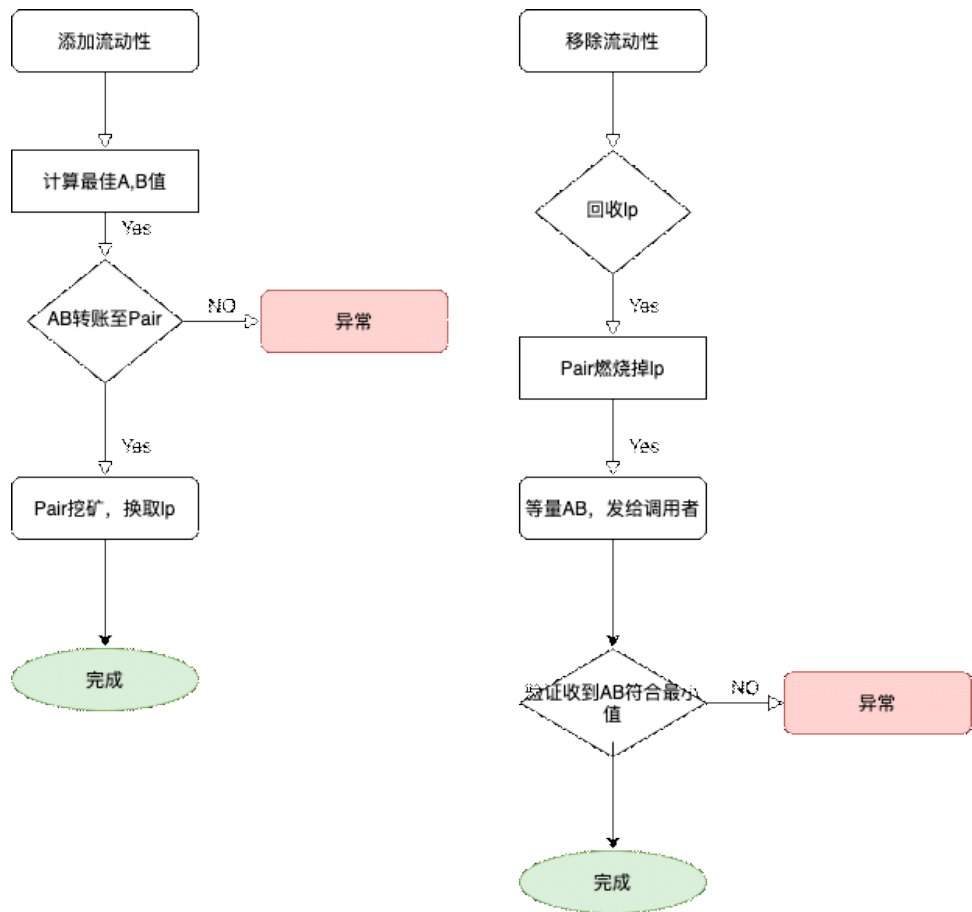 添加流动性
计算最佳A,B值
Yes
AB转账至Pair
NO
异常
Yes
Pair挖矿，换取lp
完成
移除流动性
回收lp
Yes
Pair燃烧掉lp
Yes
等量AB，发给调用者
验证收到AB符合最小
值
NO
异常
完成